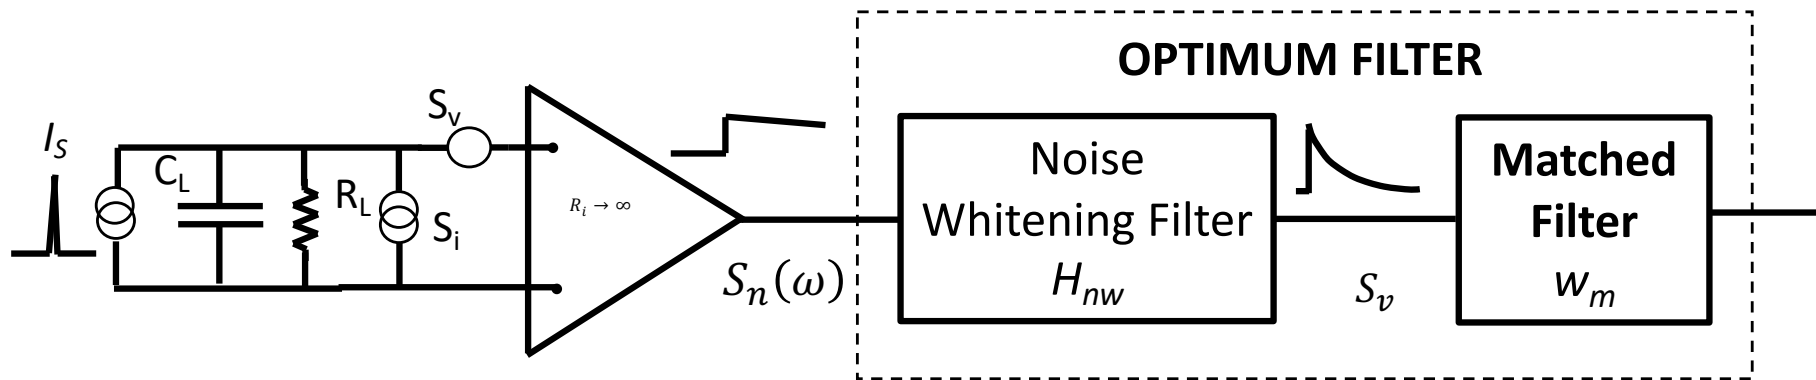 OPTIMUM FILTER
I_S
C_L
R_L
S_v
S_i
R_i → ∞
S_n(ω)
Noise
Whitening Filter
H_nw
S_v
Matched
Filter
w_m